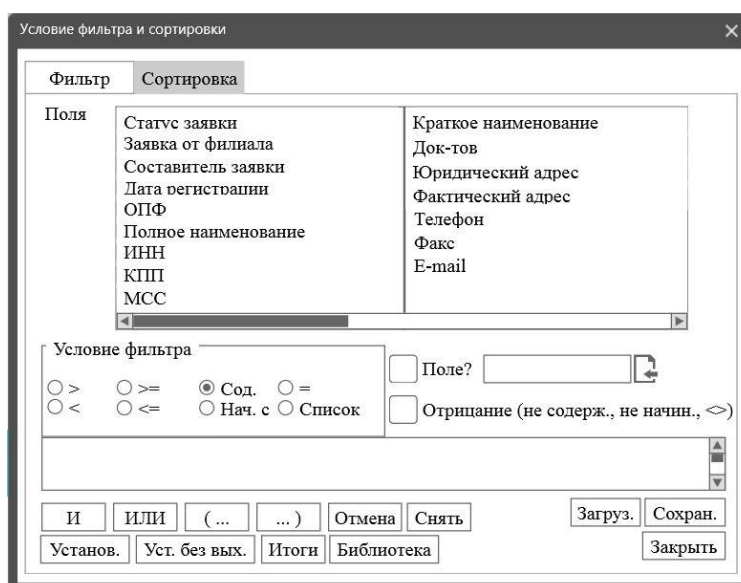 Условие фильтра и сортировки
Фильтр Сортировка
Поля
Статус заявки
Заявка от филиала
Составитель заявки
Дата регистрации
ОПФ
Полное наименование
ИНН
КПП
МСС
Краткое наименование
Док-тов
Юридический адрес
Фактический адрес
Телефон
Факс
E-mail
Условие фильтра
> >= Сод. =
< <= Нач. с Список
Поле?
Отрицание (не содерж., не начин., <>)
И ИЛИ ( ... ... ) Отмена Снять Загруз. Сохран.
Установ. Уст. без вых. Итоги Библиотека Закрыть